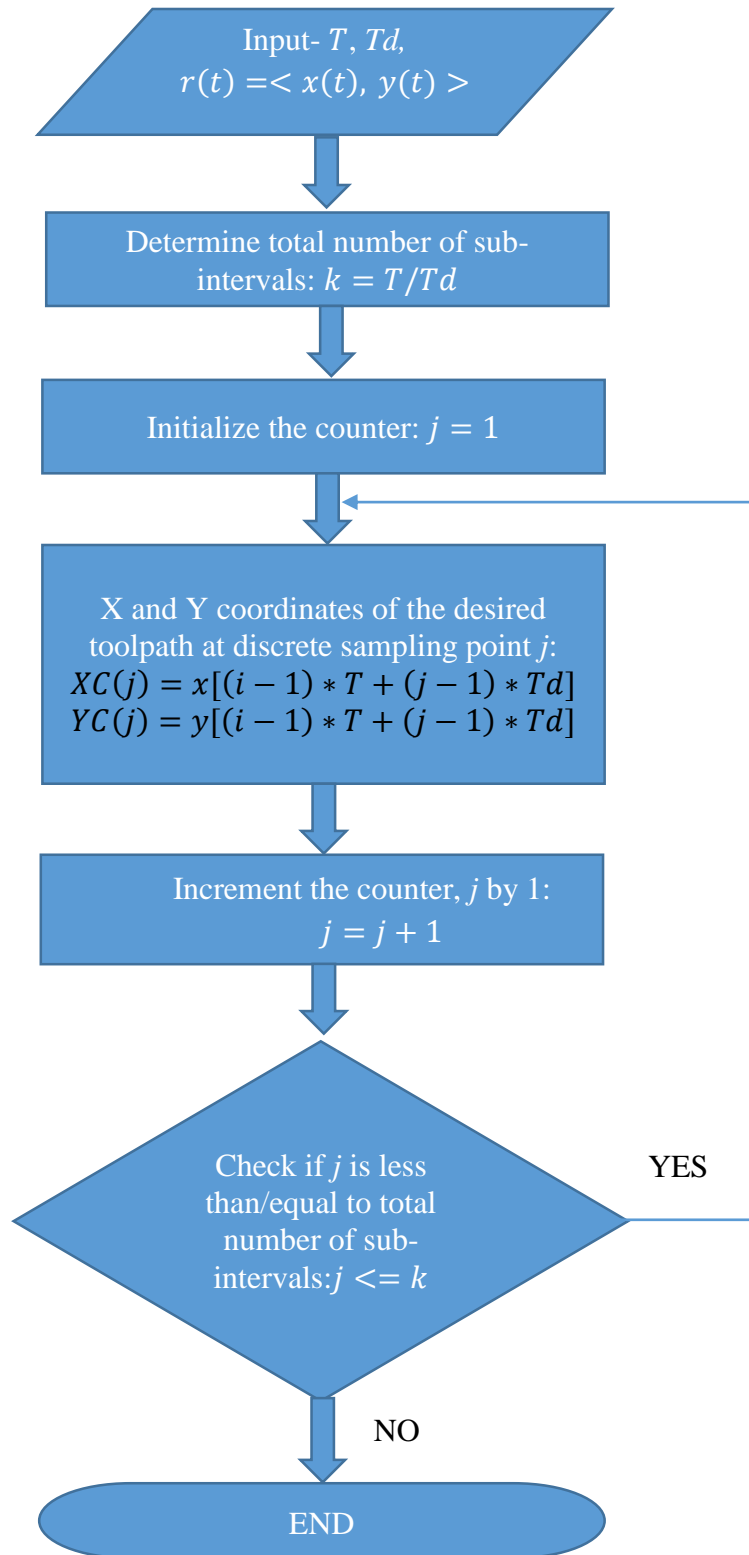 Input- T, Td,
r(t) =< x(t), y(t) >
Determine total number of sub-
intervals: k = T/Td
Initialize the counter: j = 1
X and Y coordinates of the desired
toolpath at discrete sampling point j:
XC(j) = x[(i − 1) * T + (j − 1) * Td]
YC(j) = y[(i − 1) * T + (j − 1) * Td]
Increment the counter, j by 1:
j = j + 1
Check if j is less
than/equal to total
number of sub-
intervals:j <= k
YES
NO
END